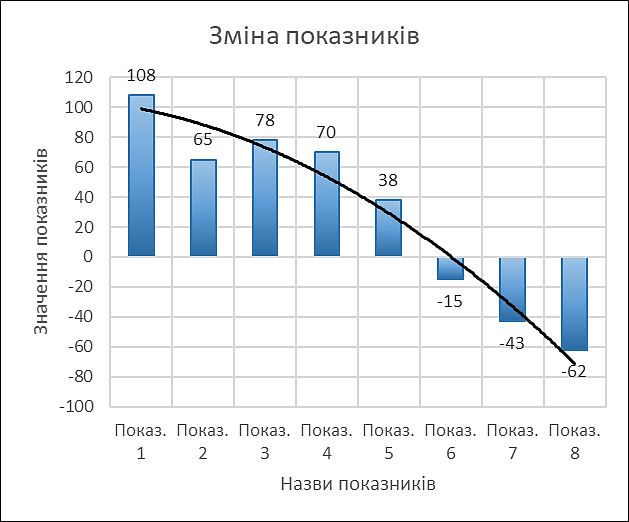 Зміна показників
108
65
78
70
38
-15
-43
-62
120
100
80
60
40
20
0
-20
-40
-60
-80
-100
Значення показників
Показ. 1
Показ. 2
Показ. 3
Показ. 4
Показ. 5
Показ. 6
Показ. 7
Показ. 8
Назви показників